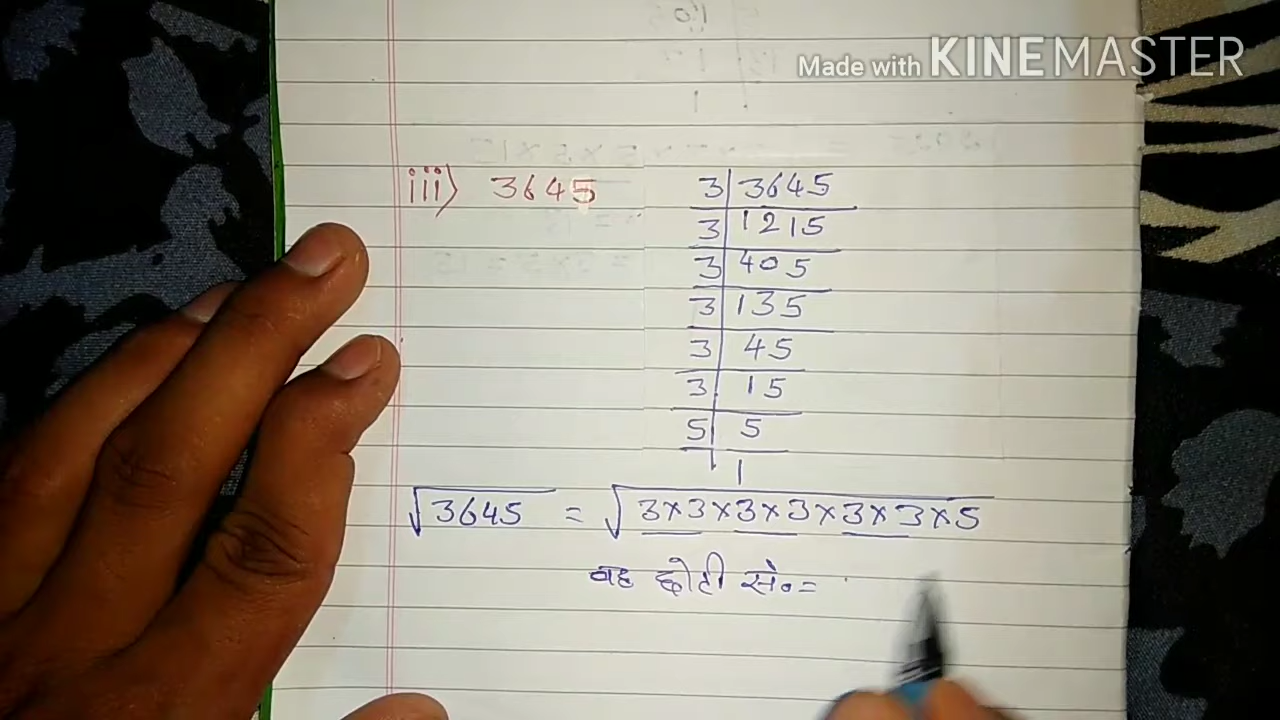 Made with KINEMASTER
iii) 3645
3 | 3645
3 | 1215
3 | 405
3 | 135
3 | 45
3 | 15
5 | 5
| 1
√3645 = √3×3×3×3×3×3×5
वह छोटी सं० =